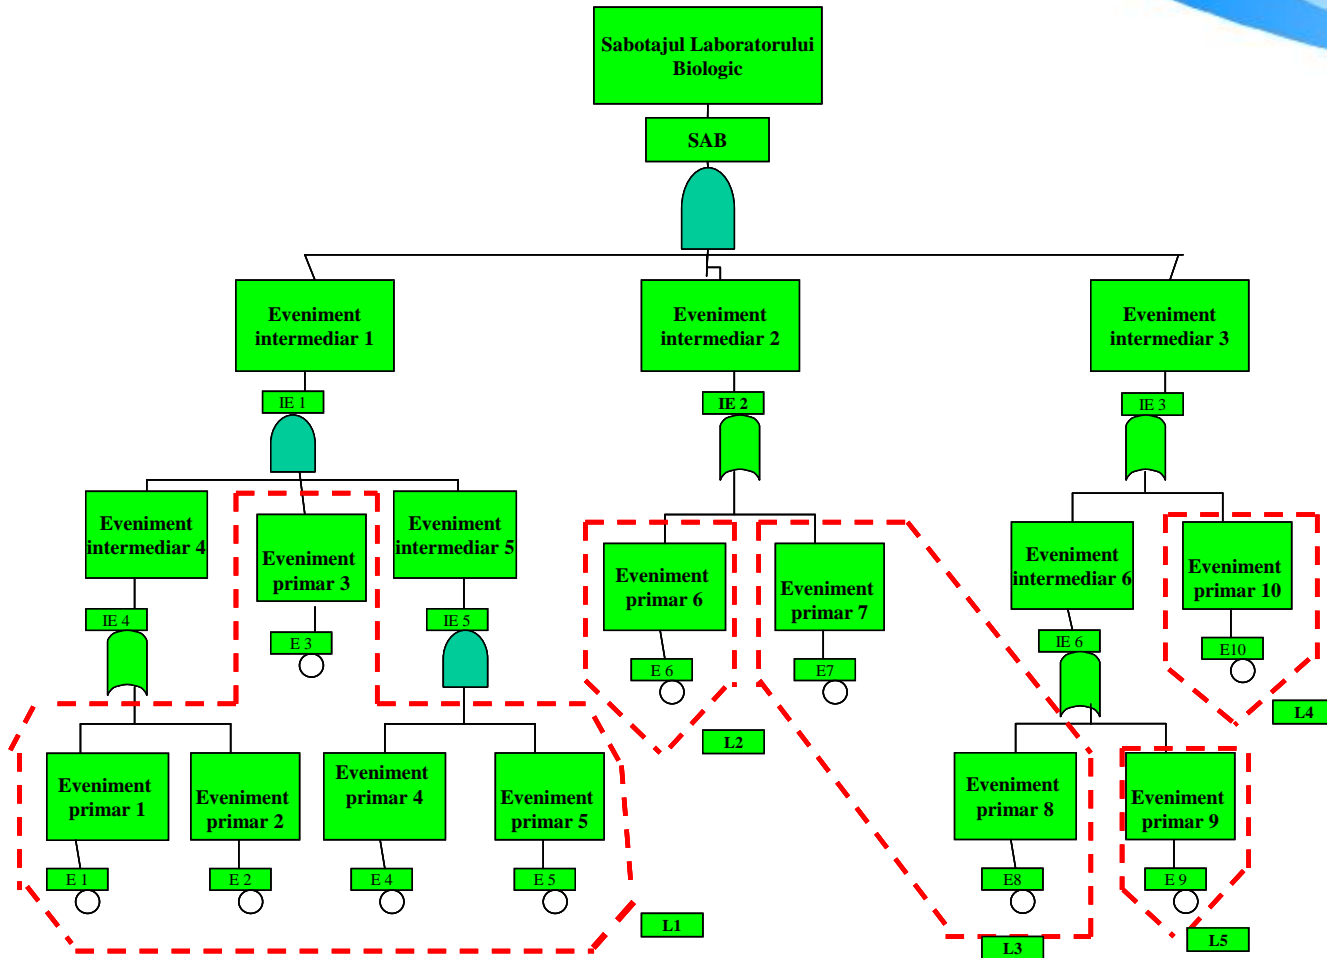 Sabotajul Laboratorului
Biologic
SAB
Eveniment
intermediar 1
Eveniment
intermediar 2
Eveniment
intermediar 3
IE 1
IE 2
IE 3
Eveniment
intermediar 4
Eveniment
primar 3
Eveniment
intermediar 5
Eveniment
primar 6
Eveniment
primar 7
Eveniment
intermediar 6
Eveniment
primar 10
IE 4
E 3
IE 5
E 6
E7
IE 6
E10
L2
L4
Eveniment
primar 1
Eveniment
primar 2
Eveniment
primar 4
Eveniment
primar 5
Eveniment
primar 8
Eveniment
primar 9
E 1
E 2
E 4
E 5
E8
E 9
L1
L3
L5